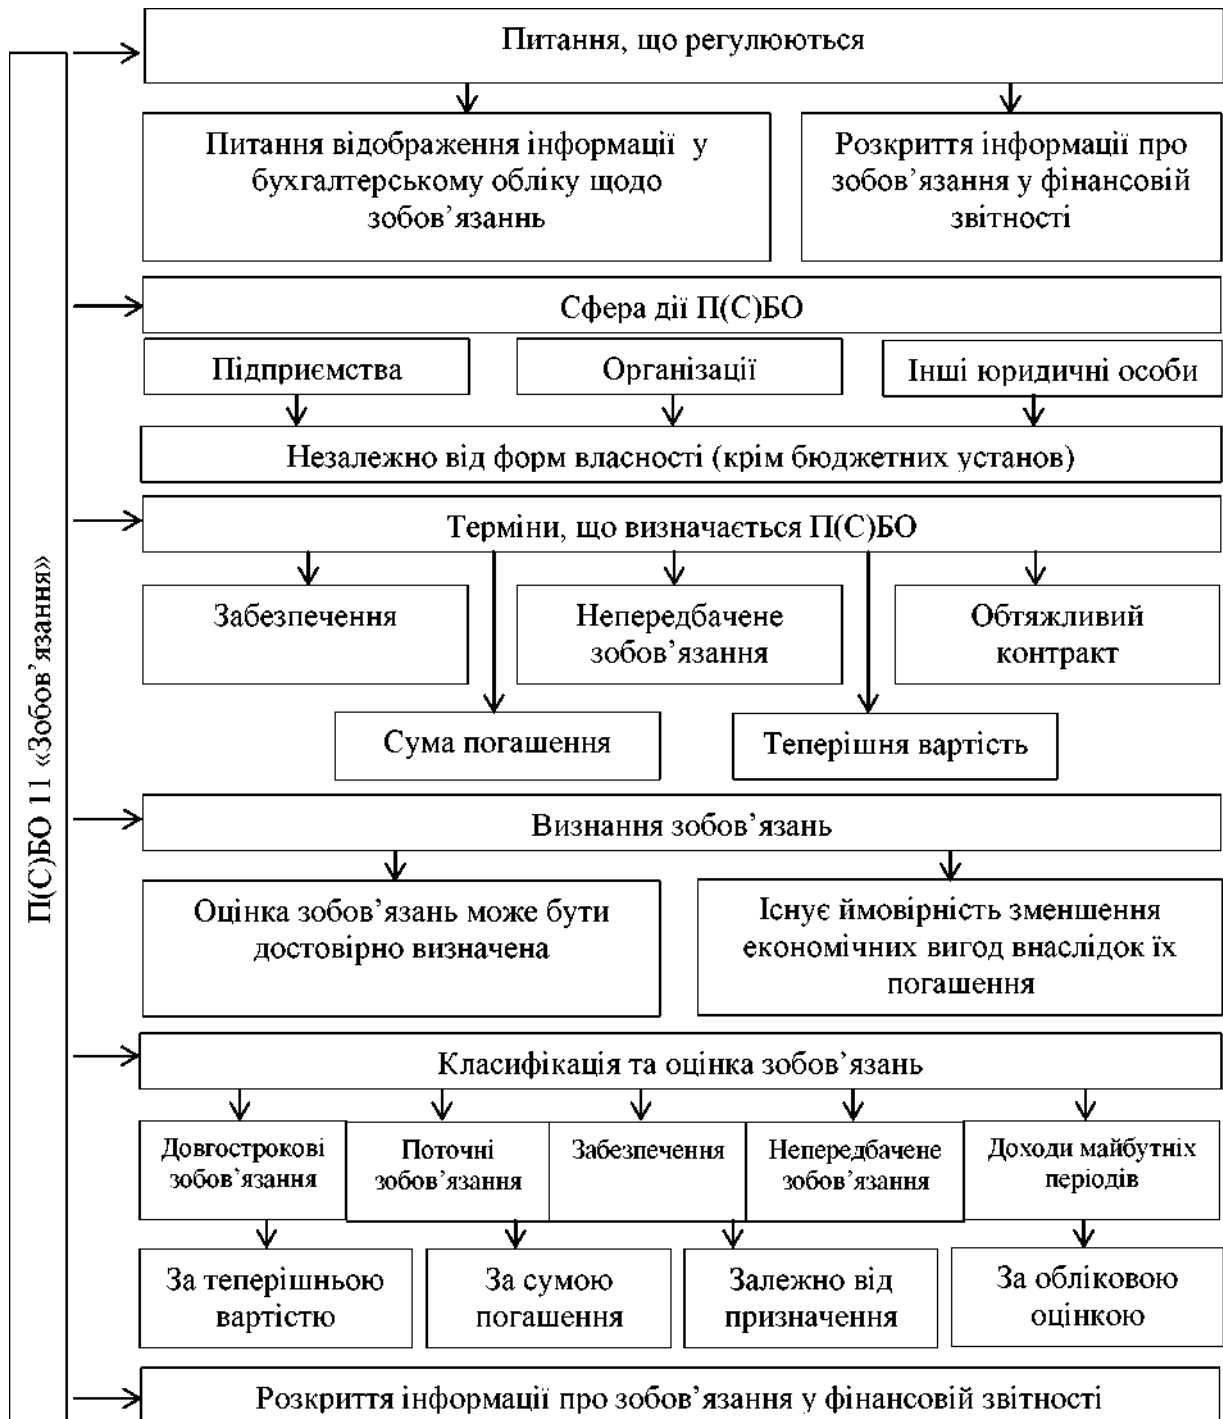 П(С)БО 11 «Зобов’язання»
Питання, що регулюються
Питання відображення інформації у
бухгалтерському обліку щодо
зобов’язаннь
Розкриття інформації про
зобов’язання у фінансовій
звітності
Сфера дії П(С)БО
Підприємства
Організації
Інші юридичні особи
Незалежно від форм власності (крім бюджетних установ)
Терміни, що визначається П(С)БО
Забезпечення
Непередбачене
зобов’язання
Обтяжливий
контракт
Сума погашення
Теперішня вартість
Визнання зобов’язань
Оцінка зобов’язань може бути
достовірно визначена
Існує ймовірність зменшення
економічних вигод внаслідок їх
погашення
Класифікація та оцінка зобов’язань
Довгострокові
зобов’язання
Поточні
зобов’язання
Забезпечення
Непередбачене
зобов’язання
Доходи майбутніх
періодів
За теперішньою
вартістю
За сумою
погашення
Залежно від
призначення
За обліковою
оцінкою
Розкриття інформації про зобов’язання у фінансовій звітності